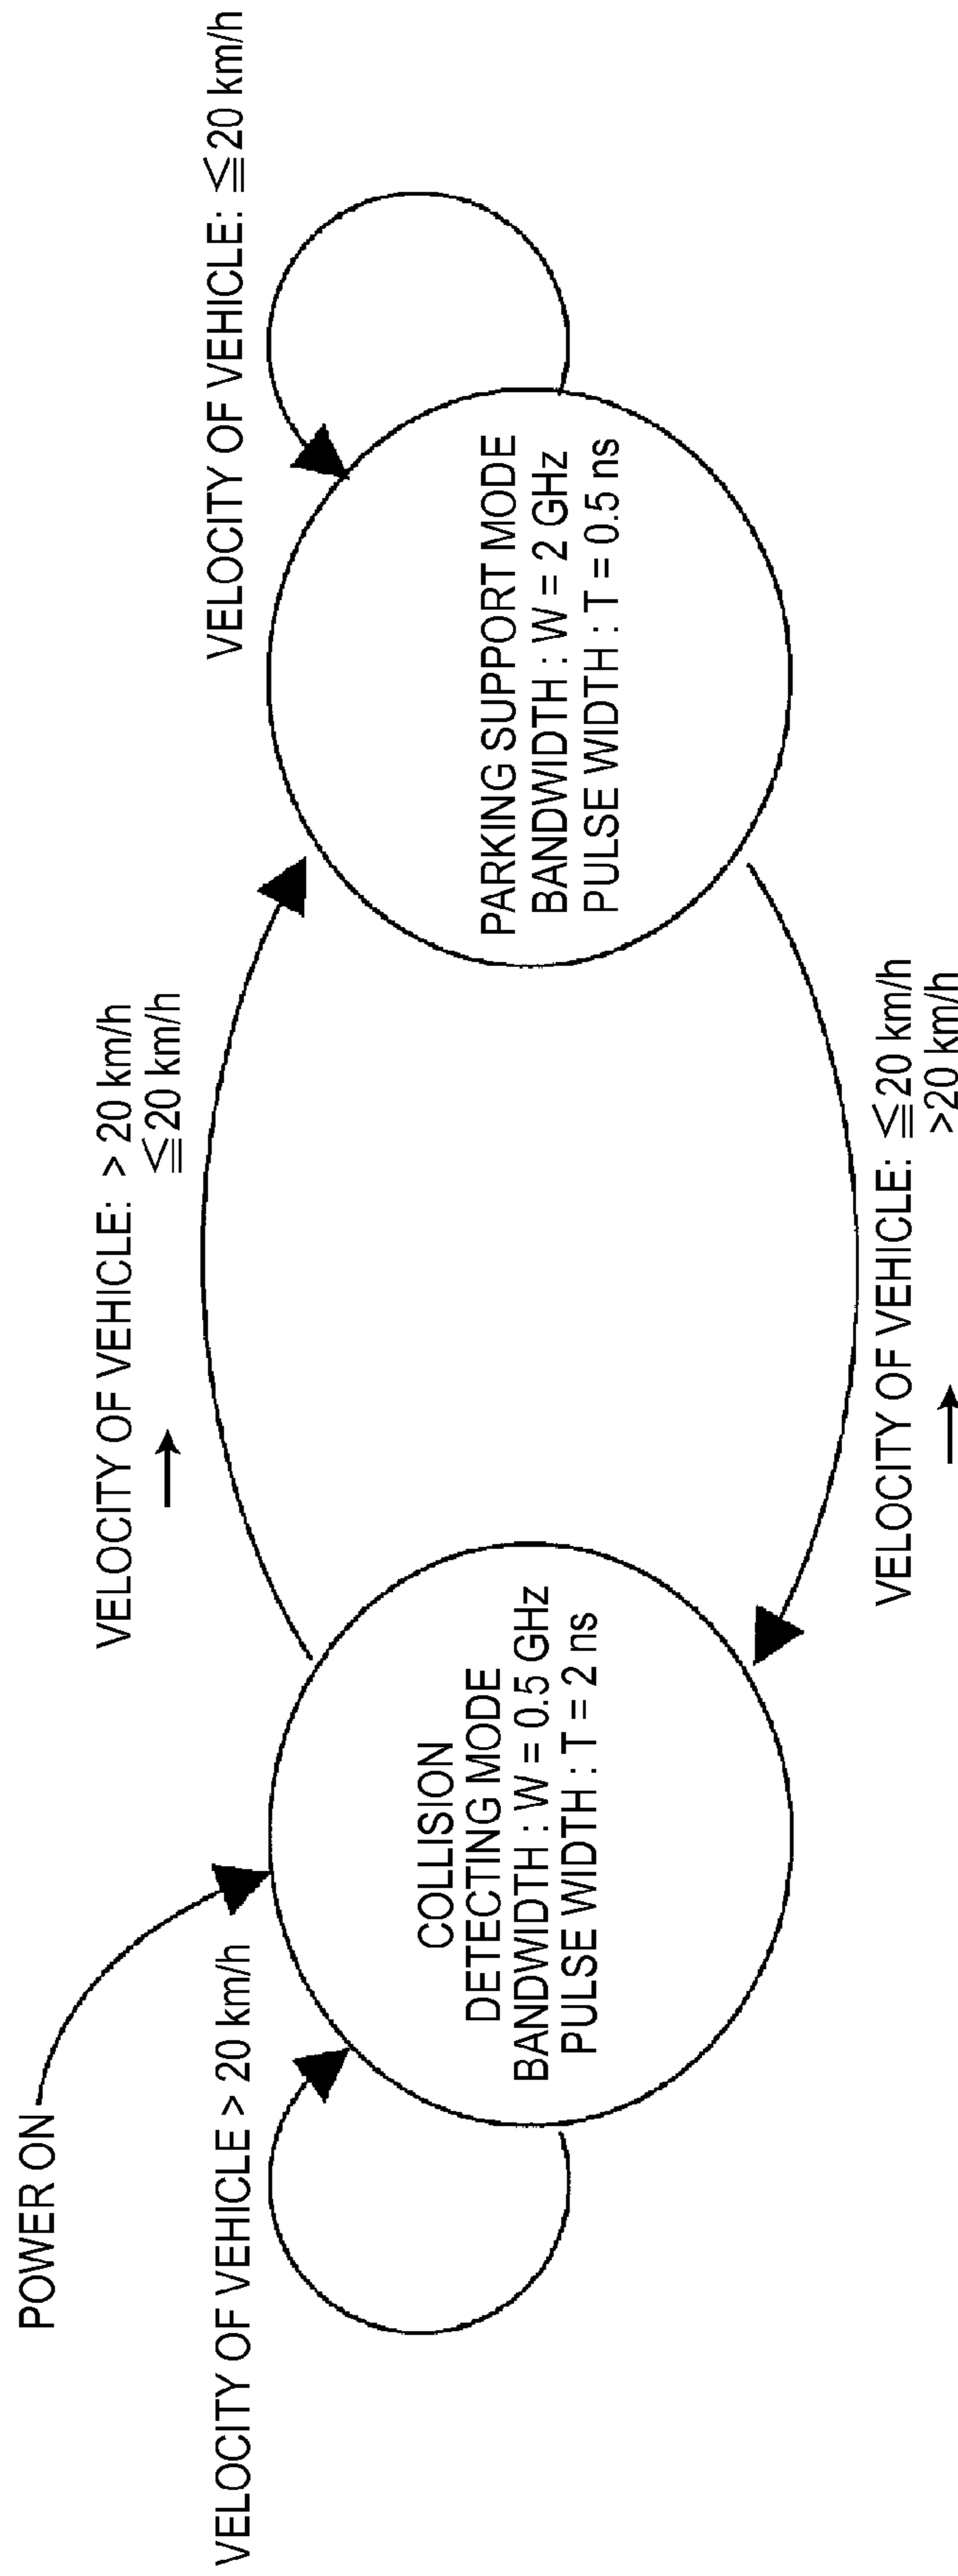 POWER ON
VELOCITY OF VEHICLE > 20 km/h
COLLISION
DETECTING MODE
BANDWIDTH : W = 0.5 GHz
PULSE WIDTH : T = 2 ns
VELOCITY OF VEHICLE: > 20 km/h
→ ≦20 km/h
VELOCITY OF VEHICLE: ≦20 km/h
PARKING SUPPORT MODE
BANDWIDTH : W = 2 GHz
PULSE WIDTH : T = 0.5 ns
VELOCITY OF VEHICLE: ≦20 km/h
→ >20 km/h